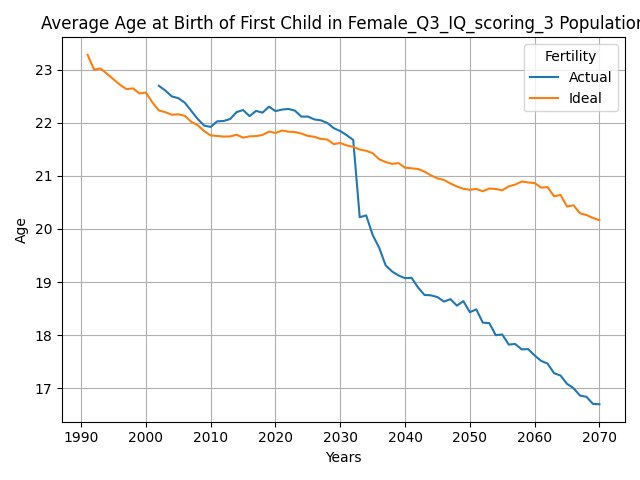 Average Age at Birth of First Child in Female_Q3_IQ_scoring_3 Population
Fertility
Actual
Ideal
Age
23
22
21
20
19
18
17
1990
2000
2010
2020
2030
2040
2050
2060
2070
Years